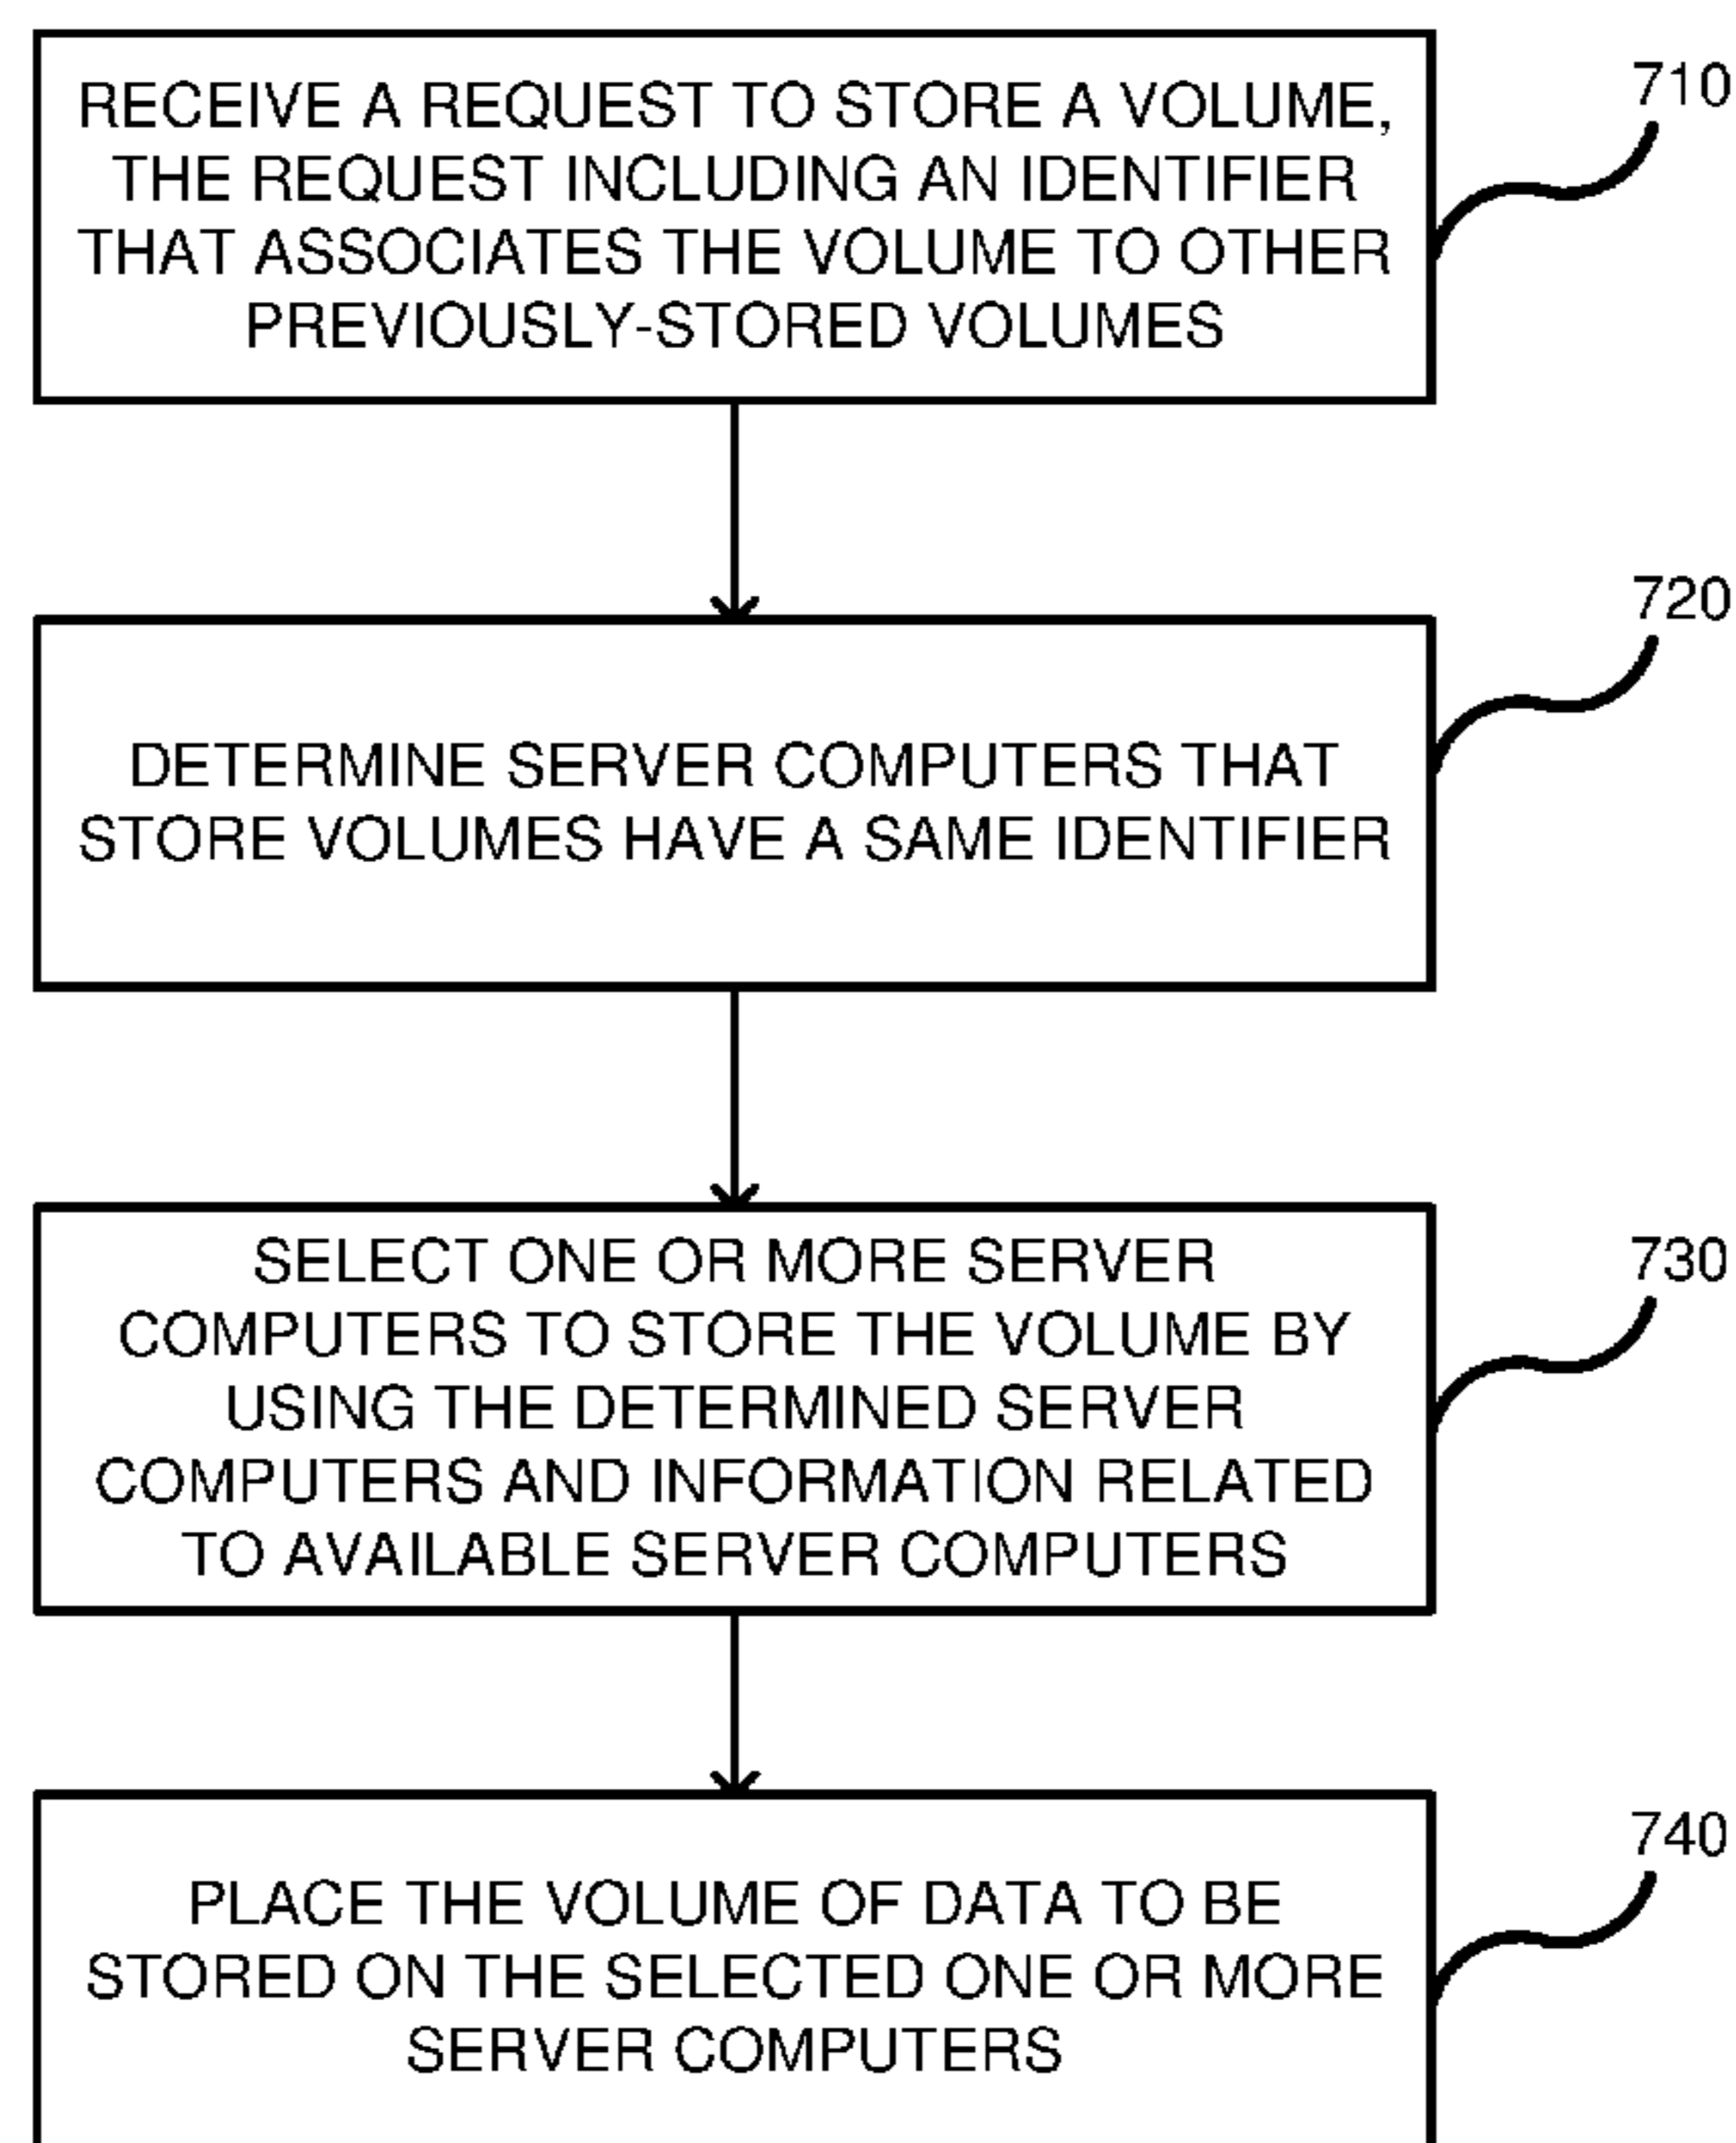 RECEIVE A REQUEST TO STORE A VOLUME,
THE REQUEST INCLUDING AN IDENTIFIER
THAT ASSOCIATES THE VOLUME TO OTHER
PREVIOUSLY-STORED VOLUMES
710
DETERMINE SERVER COMPUTERS THAT
STORE VOLUMES HAVE A SAME IDENTIFIER
720
SELECT ONE OR MORE SERVER
COMPUTERS TO STORE THE VOLUME BY
USING THE DETERMINED SERVER
COMPUTERS AND INFORMATION RELATED
TO AVAILABLE SERVER COMPUTERS
730
PLACE THE VOLUME OF DATA TO BE
STORED ON THE SELECTED ONE OR MORE
SERVER COMPUTERS
740